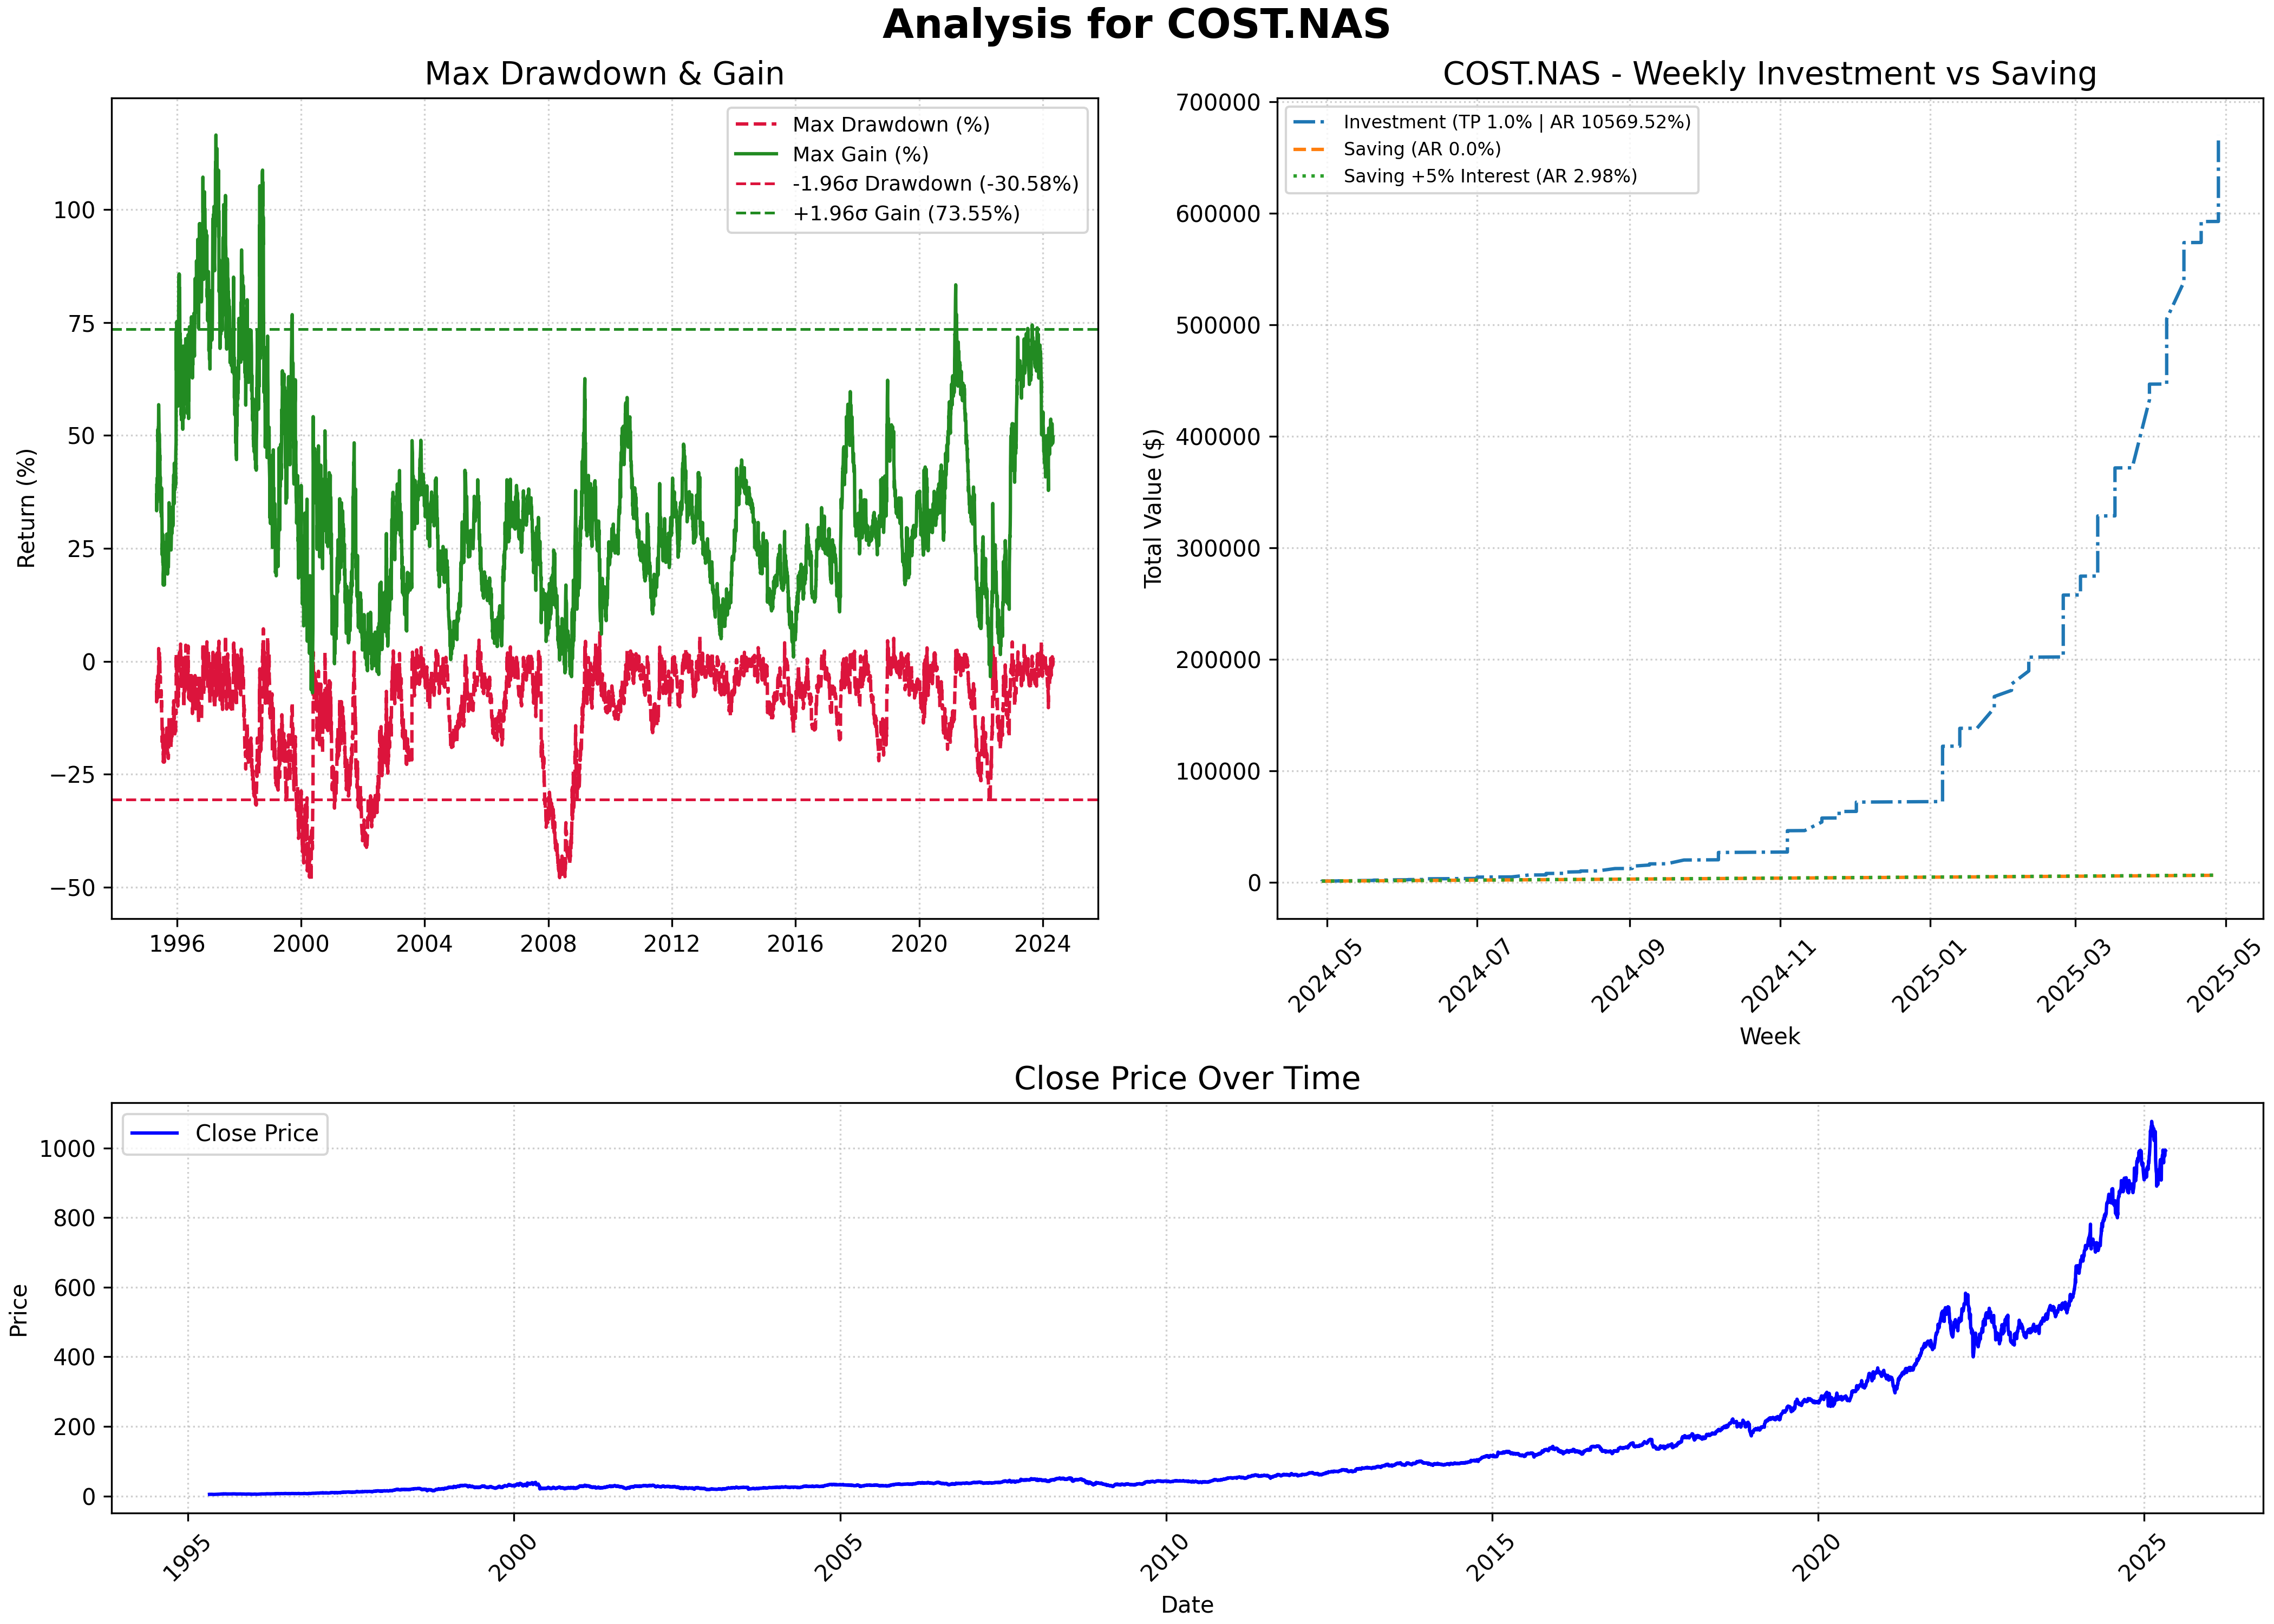 Analysis for COST.NAS
Max Drawdown & Gain
Max Drawdown (%)
Max Gain (%)
-1.96σ Drawdown (-30.58%)
+1.96σ Gain (73.55%)
Return (%)
100
75
50
25
0
−25
−50
1996 2000 2004 2008 2012 2016 2020 2024
COST.NAS - Weekly Investment vs Saving
Investment (TP 1.0% | AR 10569.52%)
Saving (AR 0.0%)
Saving +5% Interest (AR 2.98%)
Total Value ($)
700000
600000
500000
400000
300000
200000
100000
0
2024-05 2024-07 2024-09 2024-11 2025-01 2025-03 2025-05
Week
Close Price Over Time
Close Price
Price
1000
800
600
400
200
0
1995 2000 2005 2010 2015 2020 2025
Date